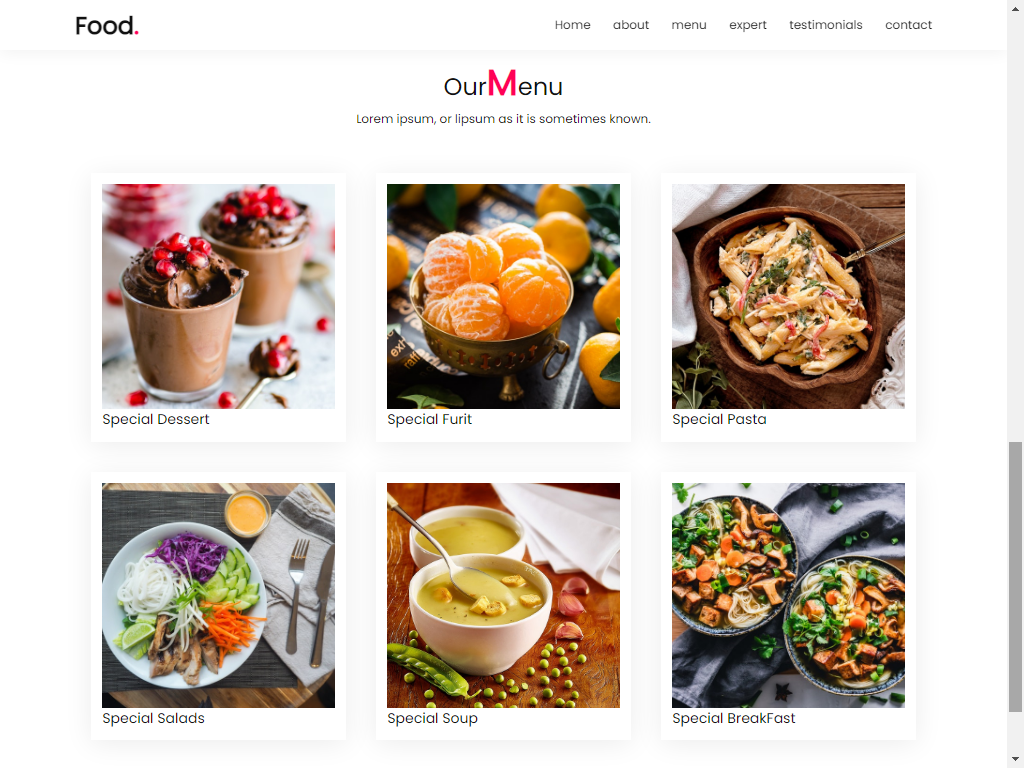 Food.
Home about menu expert testimonials contact
OurMenu
Lorem ipsum, or lipsum as it is sometimes known.
Special Dessert
Special Furit
Special Pasta
Special Salads
Special Soup
Special BreakFast